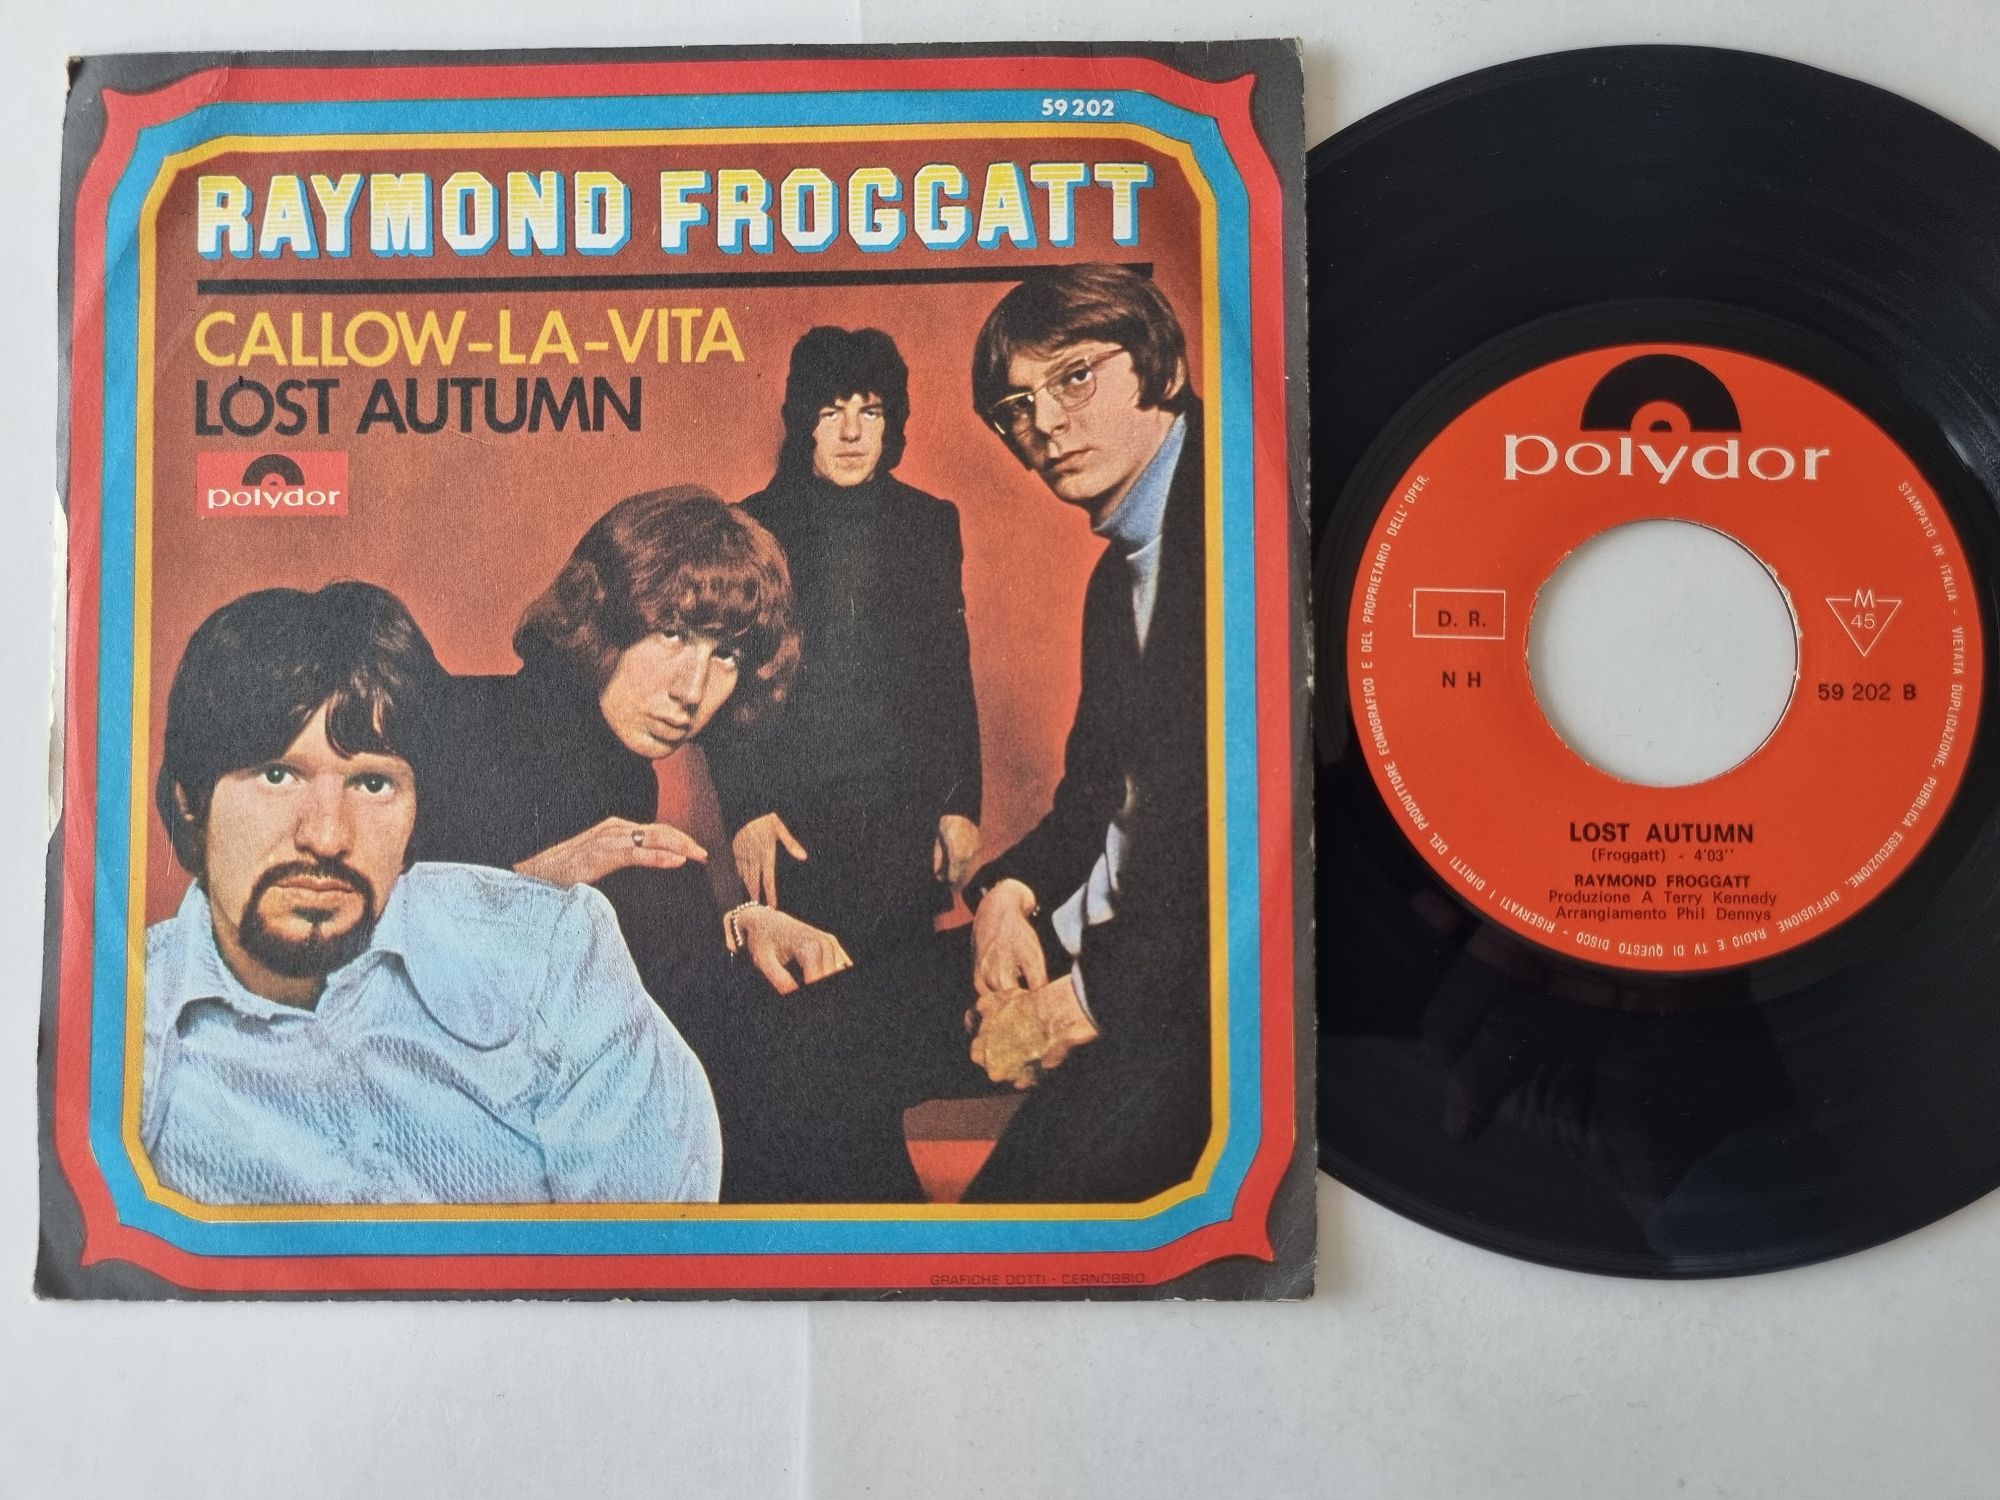 59 202
RAYMOND FROGGATT
CALLOW-LA-VITA
LOST AUTUMN
polydor
GRAFICHE DOTTI - CERNOBBIO
polydor
D. R.
N H
M
45
59 202 B
LOST AUTUMN
(Froggatt) - 4'03''
RAYMOND FROGGATT
Produzione A Terry Kennedy
Arrangiamento Phil Dennys
STAMPATO IN ITALIA - VIETATA DUPLICAZIONE, PUBBLICA ESECUZIONE, DIFFUSIONE RADIO E TV DI QUESTO DISCO - RISERVATI I DIRITTI DEL PRODUTTORE FONOGRAFICO E DEL PROPRIETARIO DELL' OPER.